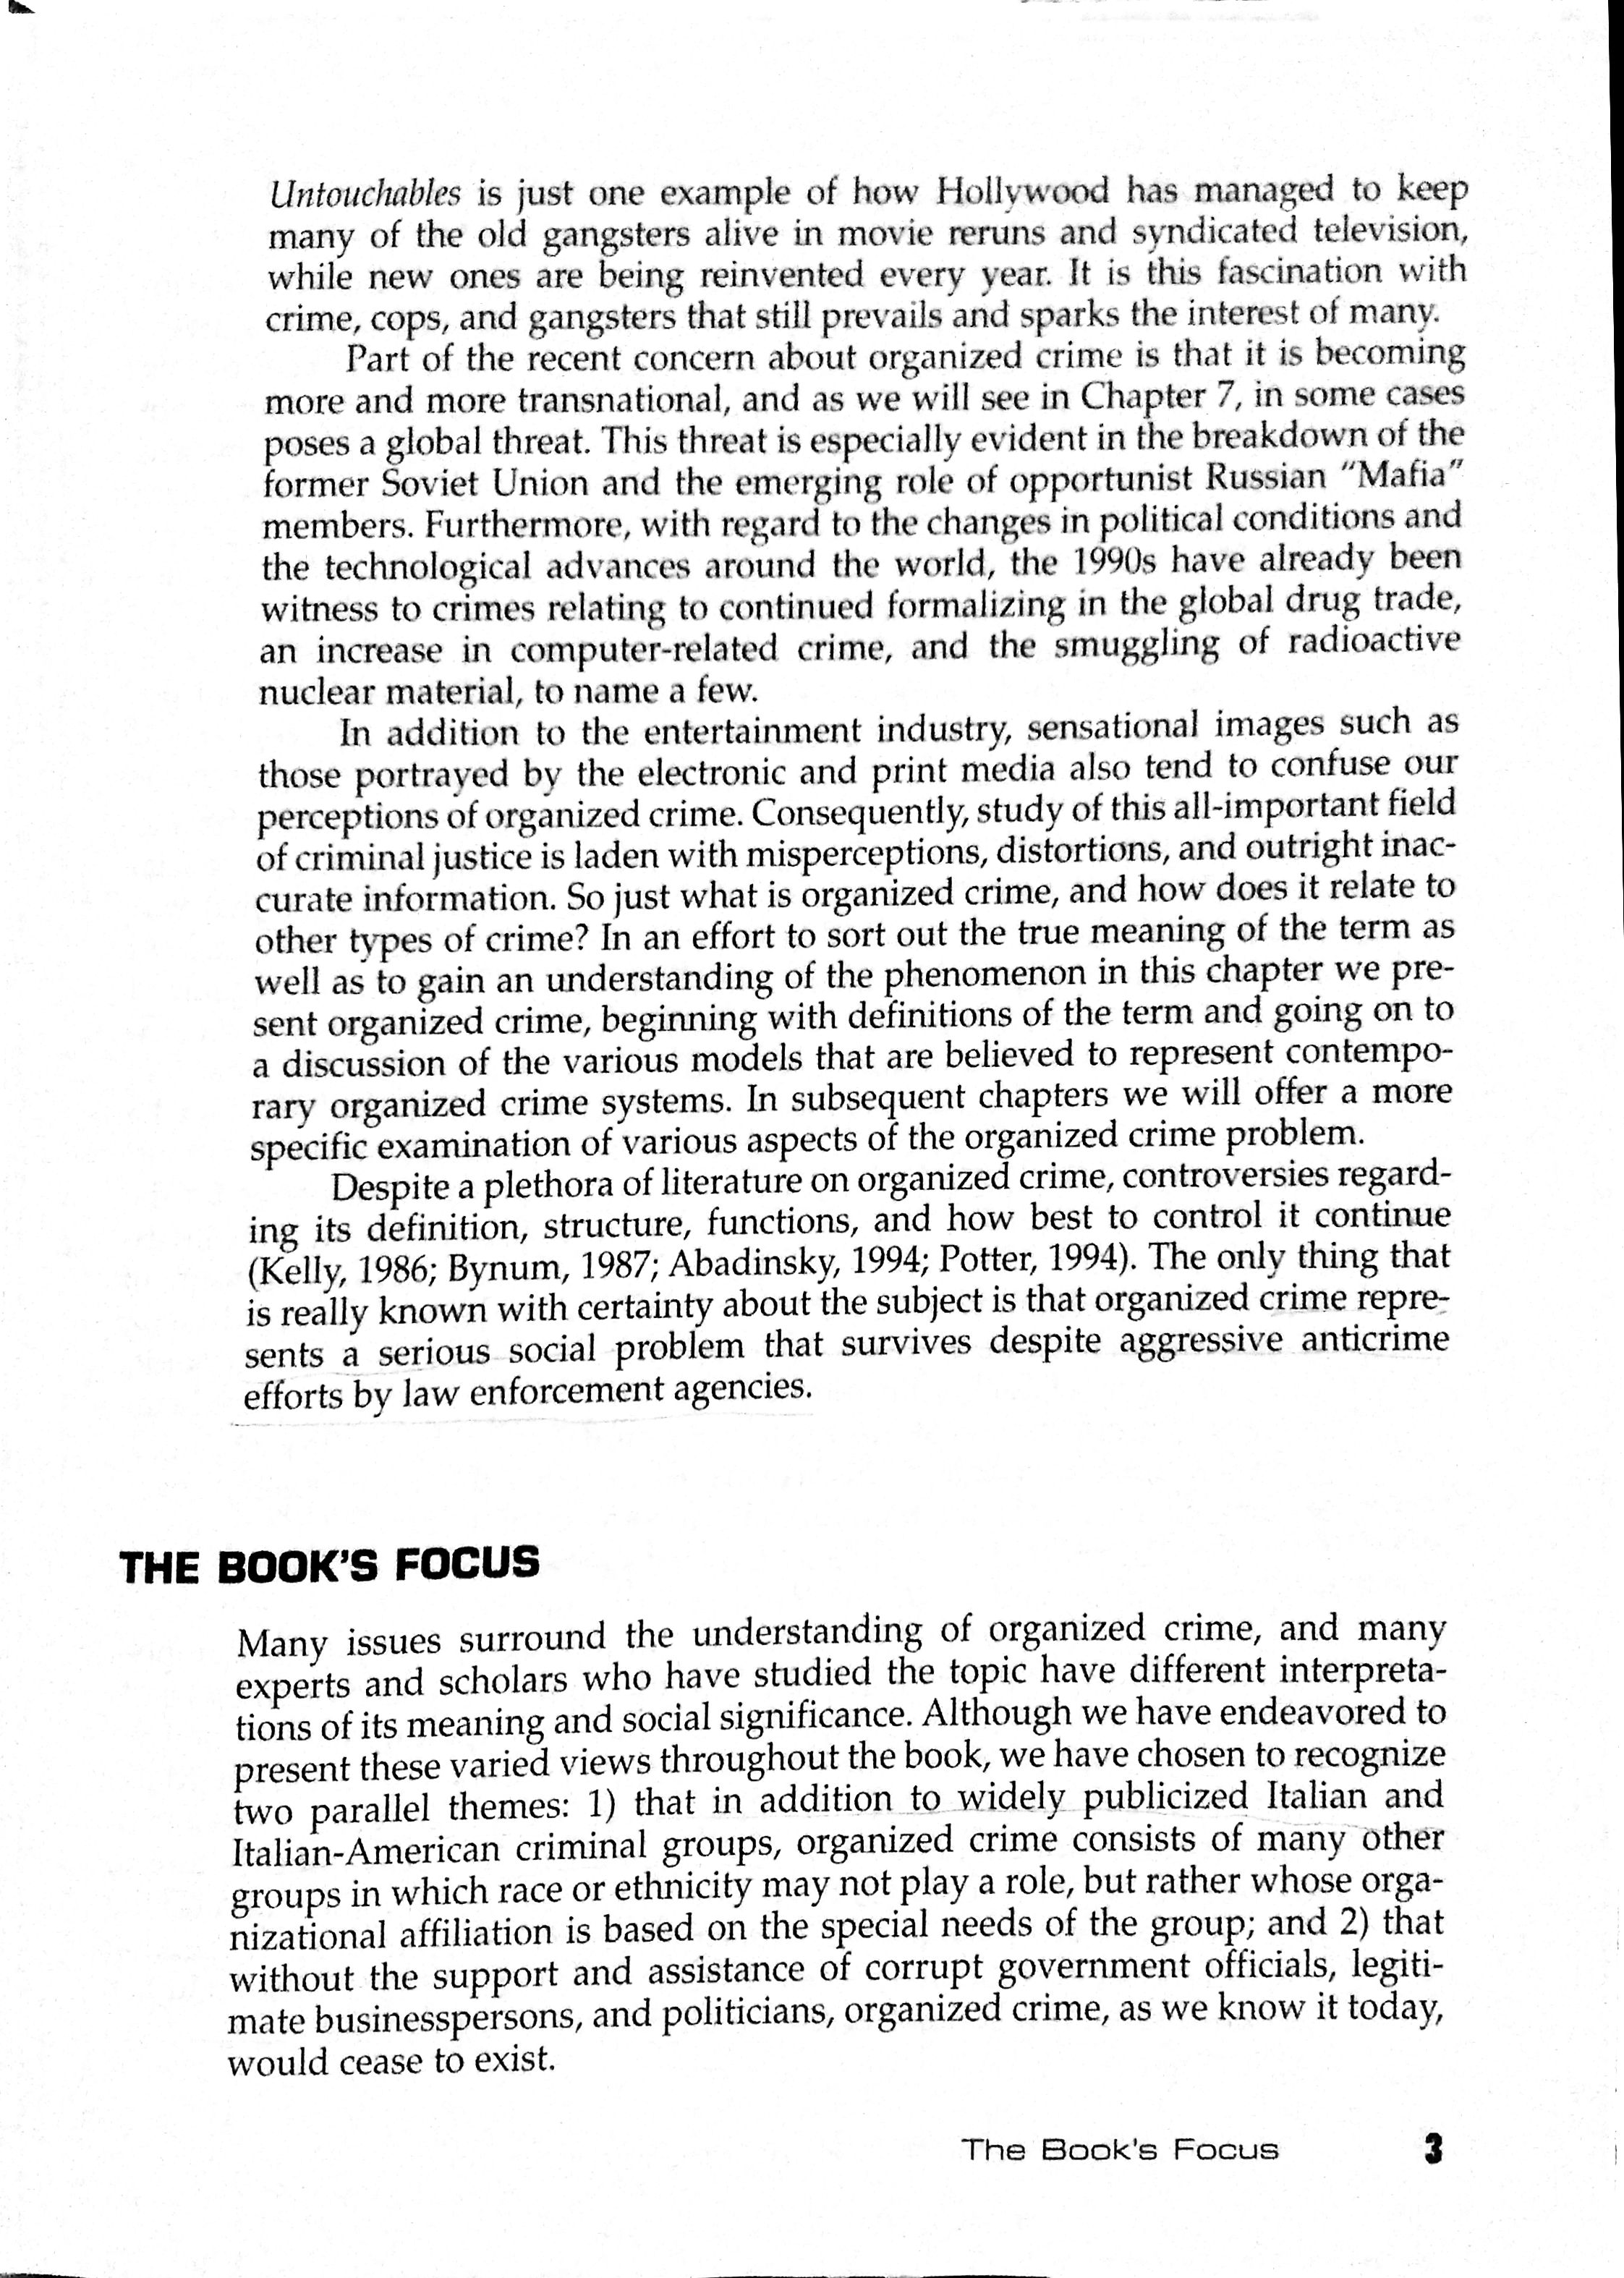 Untouchables is just one example of how Hollywood has managed to keep
many of the old gangsters alive in movie reruns and syndicated television,
while new ones are being reinvented every year. It is this fascination with
crime, cops, and gangsters that still prevails and sparks the interest of many.
Part of the recent concern about organized crime is that it is becoming
more and more transnational, and as we will see in Chapter 7, in some cases
poses a global threat. This threat is especially evident in the breakdown of the
former Soviet Union and the emerging role of opportunist Russian “Mafia”
members. Furthermore, with regard to the changes in political conditions and
the technological advances around the world, the 1990s have already been
witness to crimes relating to continued formalizing in the global drug trade,
an increase in computer-related crime, and the smuggling of radioactive
nuclear material, to name a few.
In addition to the entertainment industry, sensational images such as
those portrayed by the electronic and print media also tend to confuse our
perceptions of organized crime. Consequently, study of this all-important field
of criminal justice is laden with misperceptions, distortions, and outright inac-
curate information. So just what is organized crime, and how does it relate to
other types of crime? In an effort to sort out the true meaning of the term as
well as to gain an understanding of the phenomenon in this chapter we pre-
sent organized crime, beginning with definitions of the term and going on to
a discussion of the various models that are believed to represent contempo-
rary organized crime systems. In subsequent chapters we will offer a more
specific examination of various aspects of the organized crime problem.
Despite a plethora of literature on organized crime, controversies regard-
ing its definition, structure, functions, and how best to control it continue
(Kelly, 1986; Bynum, 1987; Abadinsky, 1994; Potter, 1994). The only thing that
is really known with certainty about the subject is that organized crime repre-
sents a serious social problem that survives despite aggressive anticrime
efforts by law enforcement agencies.
THE BOOK’S FOCUS
Many issues surround the understanding of organized crime, and many
experts and scholars who have studied the topic have different interpreta-
tions of its meaning and social significance. Although we have endeavored to
present these varied views throughout the book, we have chosen to recognize
two parallel themes: 1) that in addition to widely publicized Italian and
Italian-American criminal groups, organized crime consists of many other
groups in which race or ethnicity may not play a role, but rather whose orga-
nizational affiliation is based on the special needs of the group; and 2) that
without the support and assistance of corrupt government officials, legiti-
mate businesspersons, and politicians, organized crime, as we know it today,
would cease to exist.
The Book's Focus 3